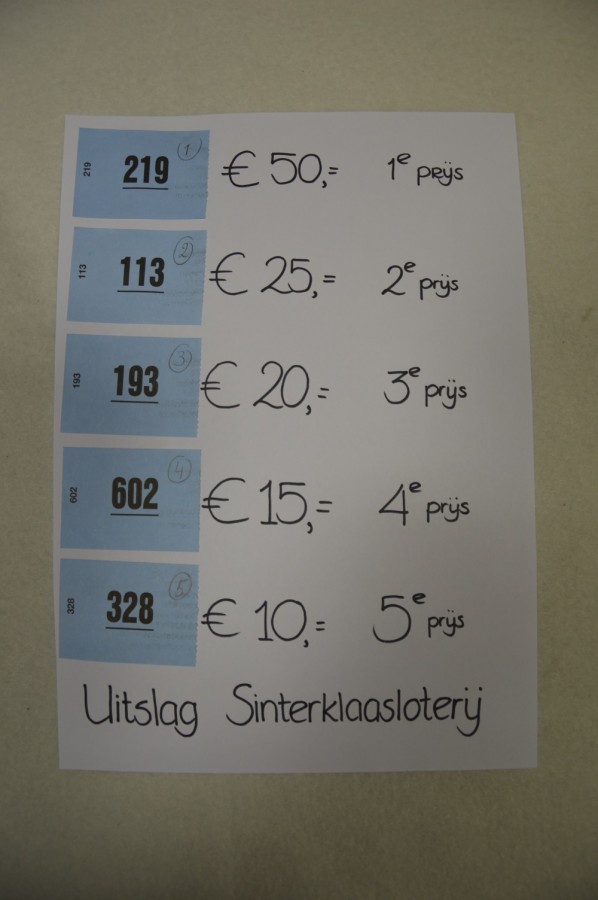 219 219 1 € 50,= 1e prijs
113 113 2 € 25,= 2e prijs
193 193 3 € 20,= 3e prijs
602 602 4 € 15,= 4e prijs
328 328 5 € 10,= 5e prijs
Uitslag Sinterklaasloterij